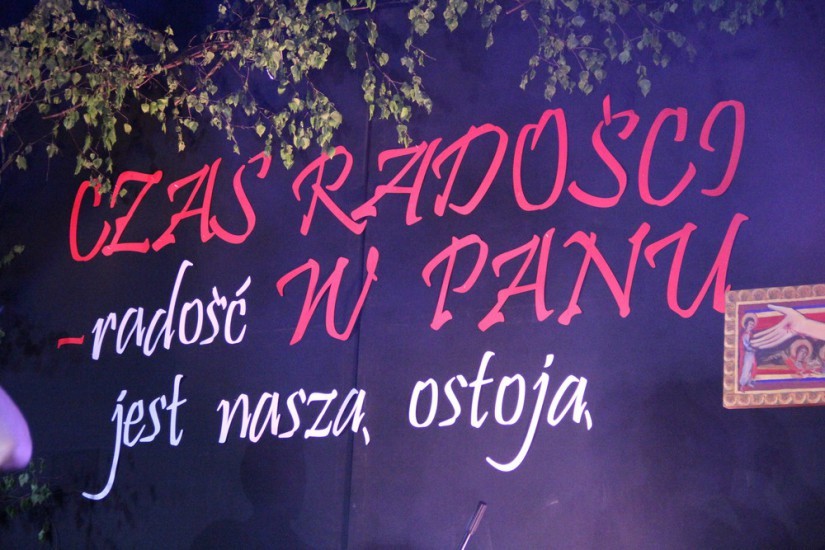 CZAS RADOŚCI
-radość W PANU
jest naszą ostoją